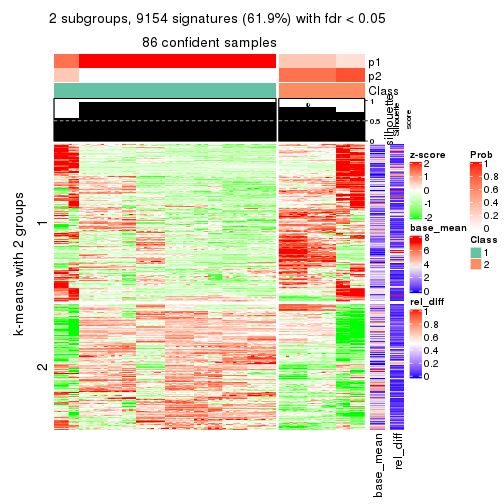 2 subgroups, 9154 signatures (61.9%) with fdr < 0.05
86 confident samples
p1
p2
Class
silhouette
Silhouette
score
1
0.5
0
k-means with 2 groups
1
2
base_mean
rel_diff
z-score
2
1
0
-1
-2
base_mean
8
6
4
2
0
rel_diff
1
0.8
0.6
0.4
0.2
0
Prob
1
0.8
0.6
0.4
0.2
0
Class
1
2